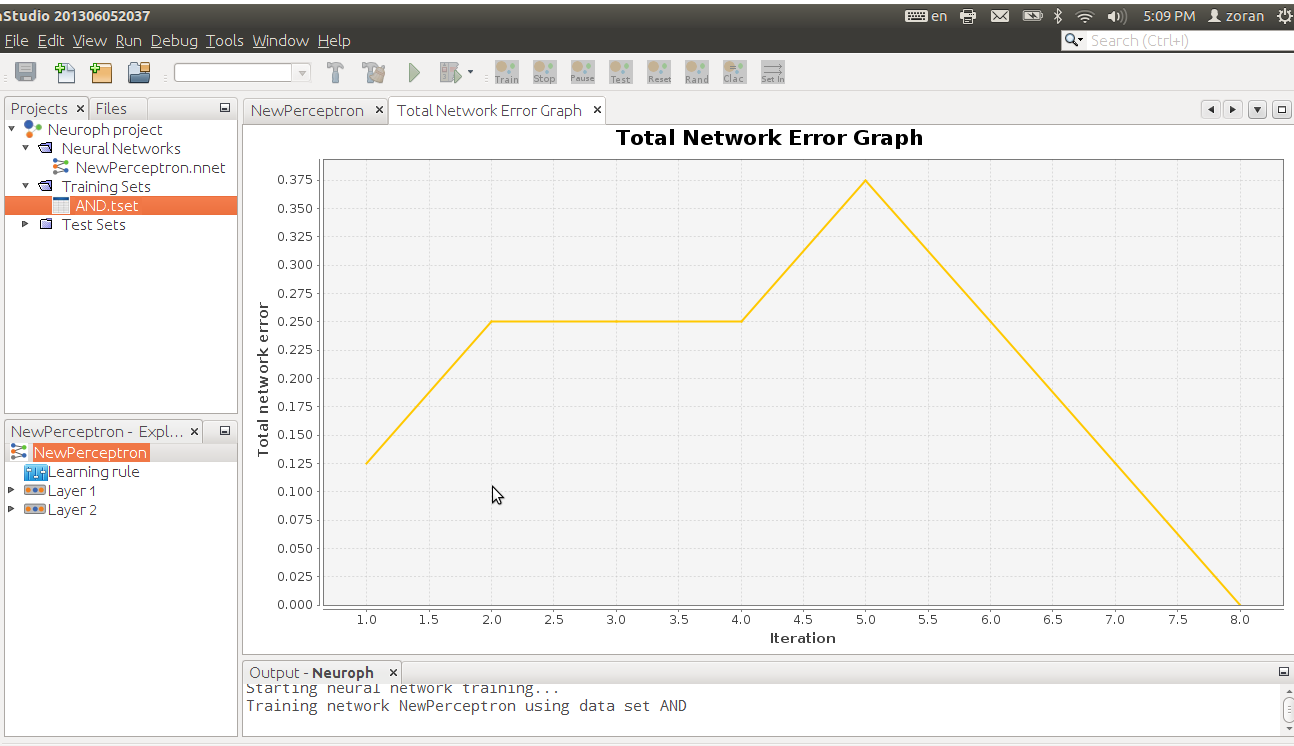 nStudio 201306052037
en
5:09 PM
zoran
File Edit View Run Debug Tools Window Help
Search (Ctrl+I)
Train Stop Pause Test Reset Rand Clac Set In
Projects
Files
Neuroph project
Neural Networks
NewPerceptron.nnet
Training Sets
AND.tset
Test Sets
NewPerceptron - Expl...
NewPerceptron
Learning rule
Layer 1
Layer 2
NewPerceptron
Total Network Error Graph
Total Network Error Graph
Total network error
0.375
0.350
0.325
0.300
0.275
0.250
0.225
0.200
0.175
0.150
0.125
0.100
0.075
0.050
0.025
0.000
1.0 1.5 2.0 2.5 3.0 3.5 4.0 4.5 5.0 5.5 6.0 6.5 7.0 7.5 8.0
Iteration
Output - Neuroph
Starting neural network training...
Training network NewPerceptron using data set AND